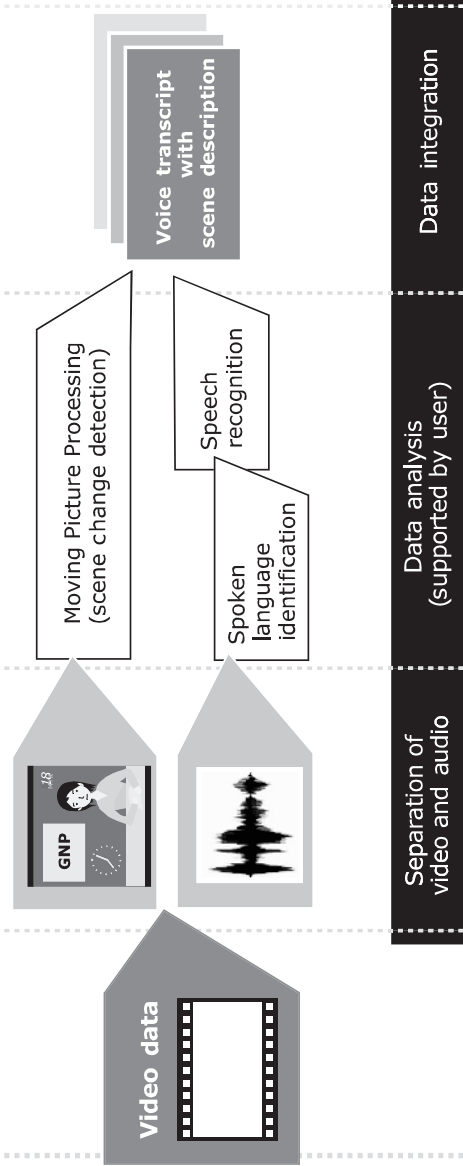 Video data
GNP
18
Moving Picture Processing
(scene change detection)
Spoken
language
identification
Speech
recognition
Voice transcript
with
scene description
Separation of
video and audio
Data analysis
(supported by user)
Data integration